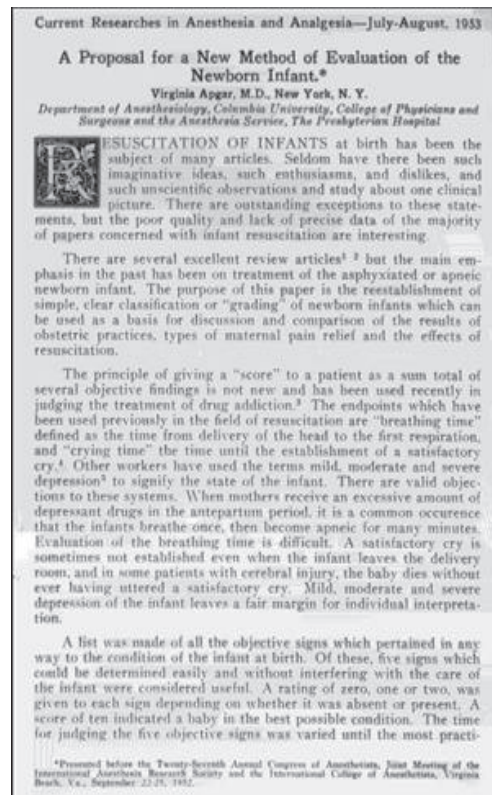 Current Researches in Anesthesia and Analgesia—July-August, 1953
A Proposal for a New Method of Evaluation of the
Newborn Infant.*
Virginia Apgar, M.D., New York, N. Y.
Department of Anesthesiology, Columbia University, College of Physicians and
Surgeons and the Anesthesia Service, The Presbyterian Hospital
RESUSCITATION OF INFANTS at birth has been the
subject of many articles. Seldom have there been such
imaginative ideas, such enthusiasms, and dislikes, and
such unscientific observations and study about one clinical
picture. There are outstanding exceptions to these state-
ments, but the poor quality and lack of precise data of the majority
of papers concerned with infant resuscitation are interesting.
There are several excellent review articles1 2 but the main em-
phasis in the past has been on treatment of the asphyxiated or apneic
newborn infant. The purpose of this paper is the reestablishment of
simple, clear classification or "grading" of newborn infants which can
be used as a basis for discussion and comparison of the results of
obstetric practices, types of maternal pain relief and the effects of
resuscitation.
The principle of giving a "score" to a patient as a sum total of
several objective findings is not new and has been used recently in
judging the treatment of drug addiction.3 The endpoints which have
been used previously in the field of resuscitation are "breathing time"
defined as the time from delivery of the head to the first respiration,
and "crying time" the time until the establishment of a satisfactory
cry.4 Other workers have used the terms mild, moderate and severe
depression5 to signify the state of the infant. There are valid objec-
tions to these systems. When mothers receive an excessive amount of
depressant drugs in the antepartum period, it is a common occurence
that the infants breathe once, then become apneic for many minutes.
Evaluation of the breathing time is difficult. A satisfactory cry is
sometimes not established even when the infant leaves the delivery
room, and in some patients with cerebral injury, the baby dies without
ever having uttered a satisfactory cry. Mild, moderate and severe
depression of the infant leaves a fair margin for individual interpreta-
tion.
A list was made of all the objective signs which pertained in any
way to the condition of the infant at birth. Of these, five signs which
could be determined easily and without interfering with the care of
the infant were considered useful. A rating of zero, one or two, was
given to each sign depending on whether it was absent or present. A
score of ten indicated a baby in the best possible condition. The time
for judging the five objective signs was varied until the most practi-
*Presented before the Twenty-Seventh Annual Congress of Anesthetists, Joint Meeting of the
International Anesthesia Research Society and the International College of Anesthetists, Virginia
Beach, Va., September 22-25, 1952.